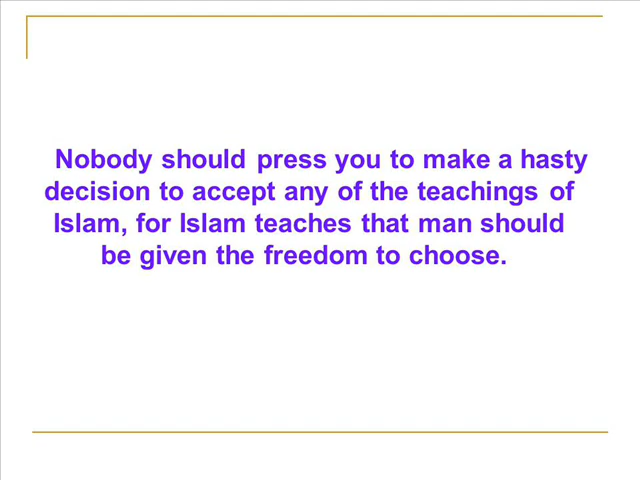 Nobody should press you to make a hasty
decision to accept any of the teachings of
Islam, for Islam teaches that man should
be given the freedom to choose.